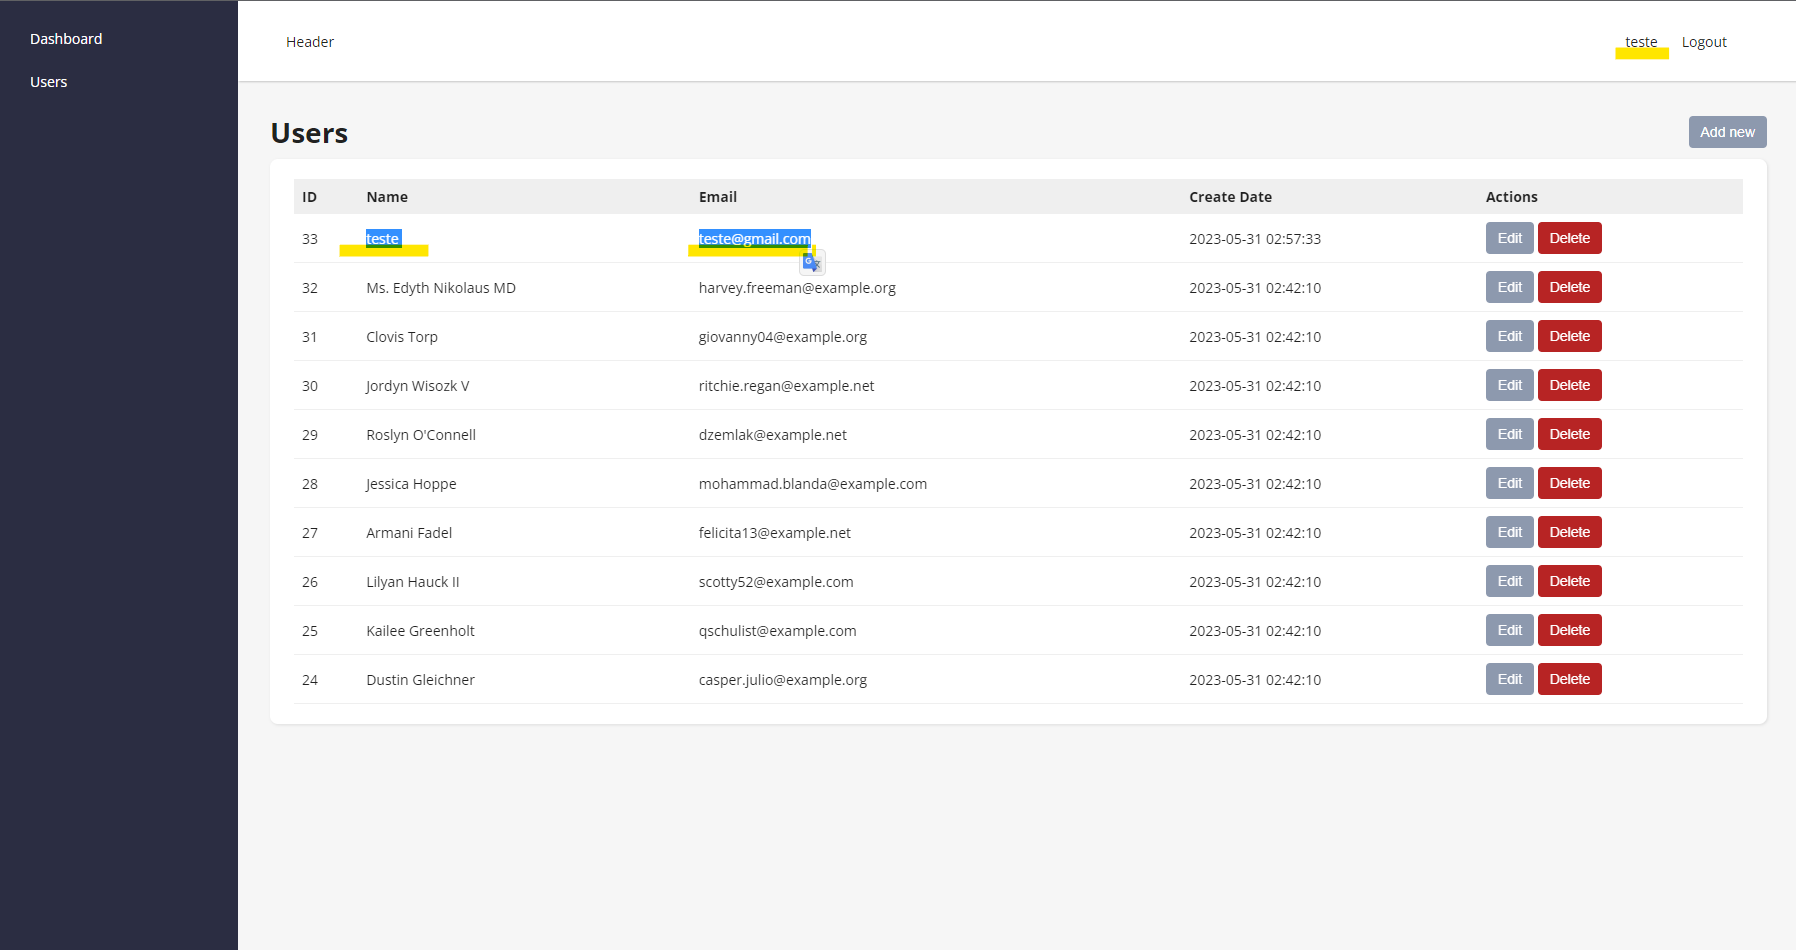 Dashboard
Users
Header
teste Logout
Users
Add new
ID Name Email Create Date Actions
33 teste teste@gmail.com 2023-05-31 02:57:33 Edit Delete
32 Ms. Edyth Nikolaus MD harvey.freeman@example.org 2023-05-31 02:42:10 Edit Delete
31 Clovis Torp giovanny04@example.org 2023-05-31 02:42:10 Edit Delete
30 Jordyn Wisozk V ritchie.regan@example.net 2023-05-31 02:42:10 Edit Delete
29 Roslyn O'Connell dzemlak@example.net 2023-05-31 02:42:10 Edit Delete
28 Jessica Hoppe mohammad.blanda@example.com 2023-05-31 02:42:10 Edit Delete
27 Armani Fadel felicita13@example.net 2023-05-31 02:42:10 Edit Delete
26 Lilyan Hauck II scotty52@example.com 2023-05-31 02:42:10 Edit Delete
25 Kailee Greenholt qschulist@example.com 2023-05-31 02:42:10 Edit Delete
24 Dustin Gleichner casper.julio@example.org 2023-05-31 02:42:10 Edit Delete